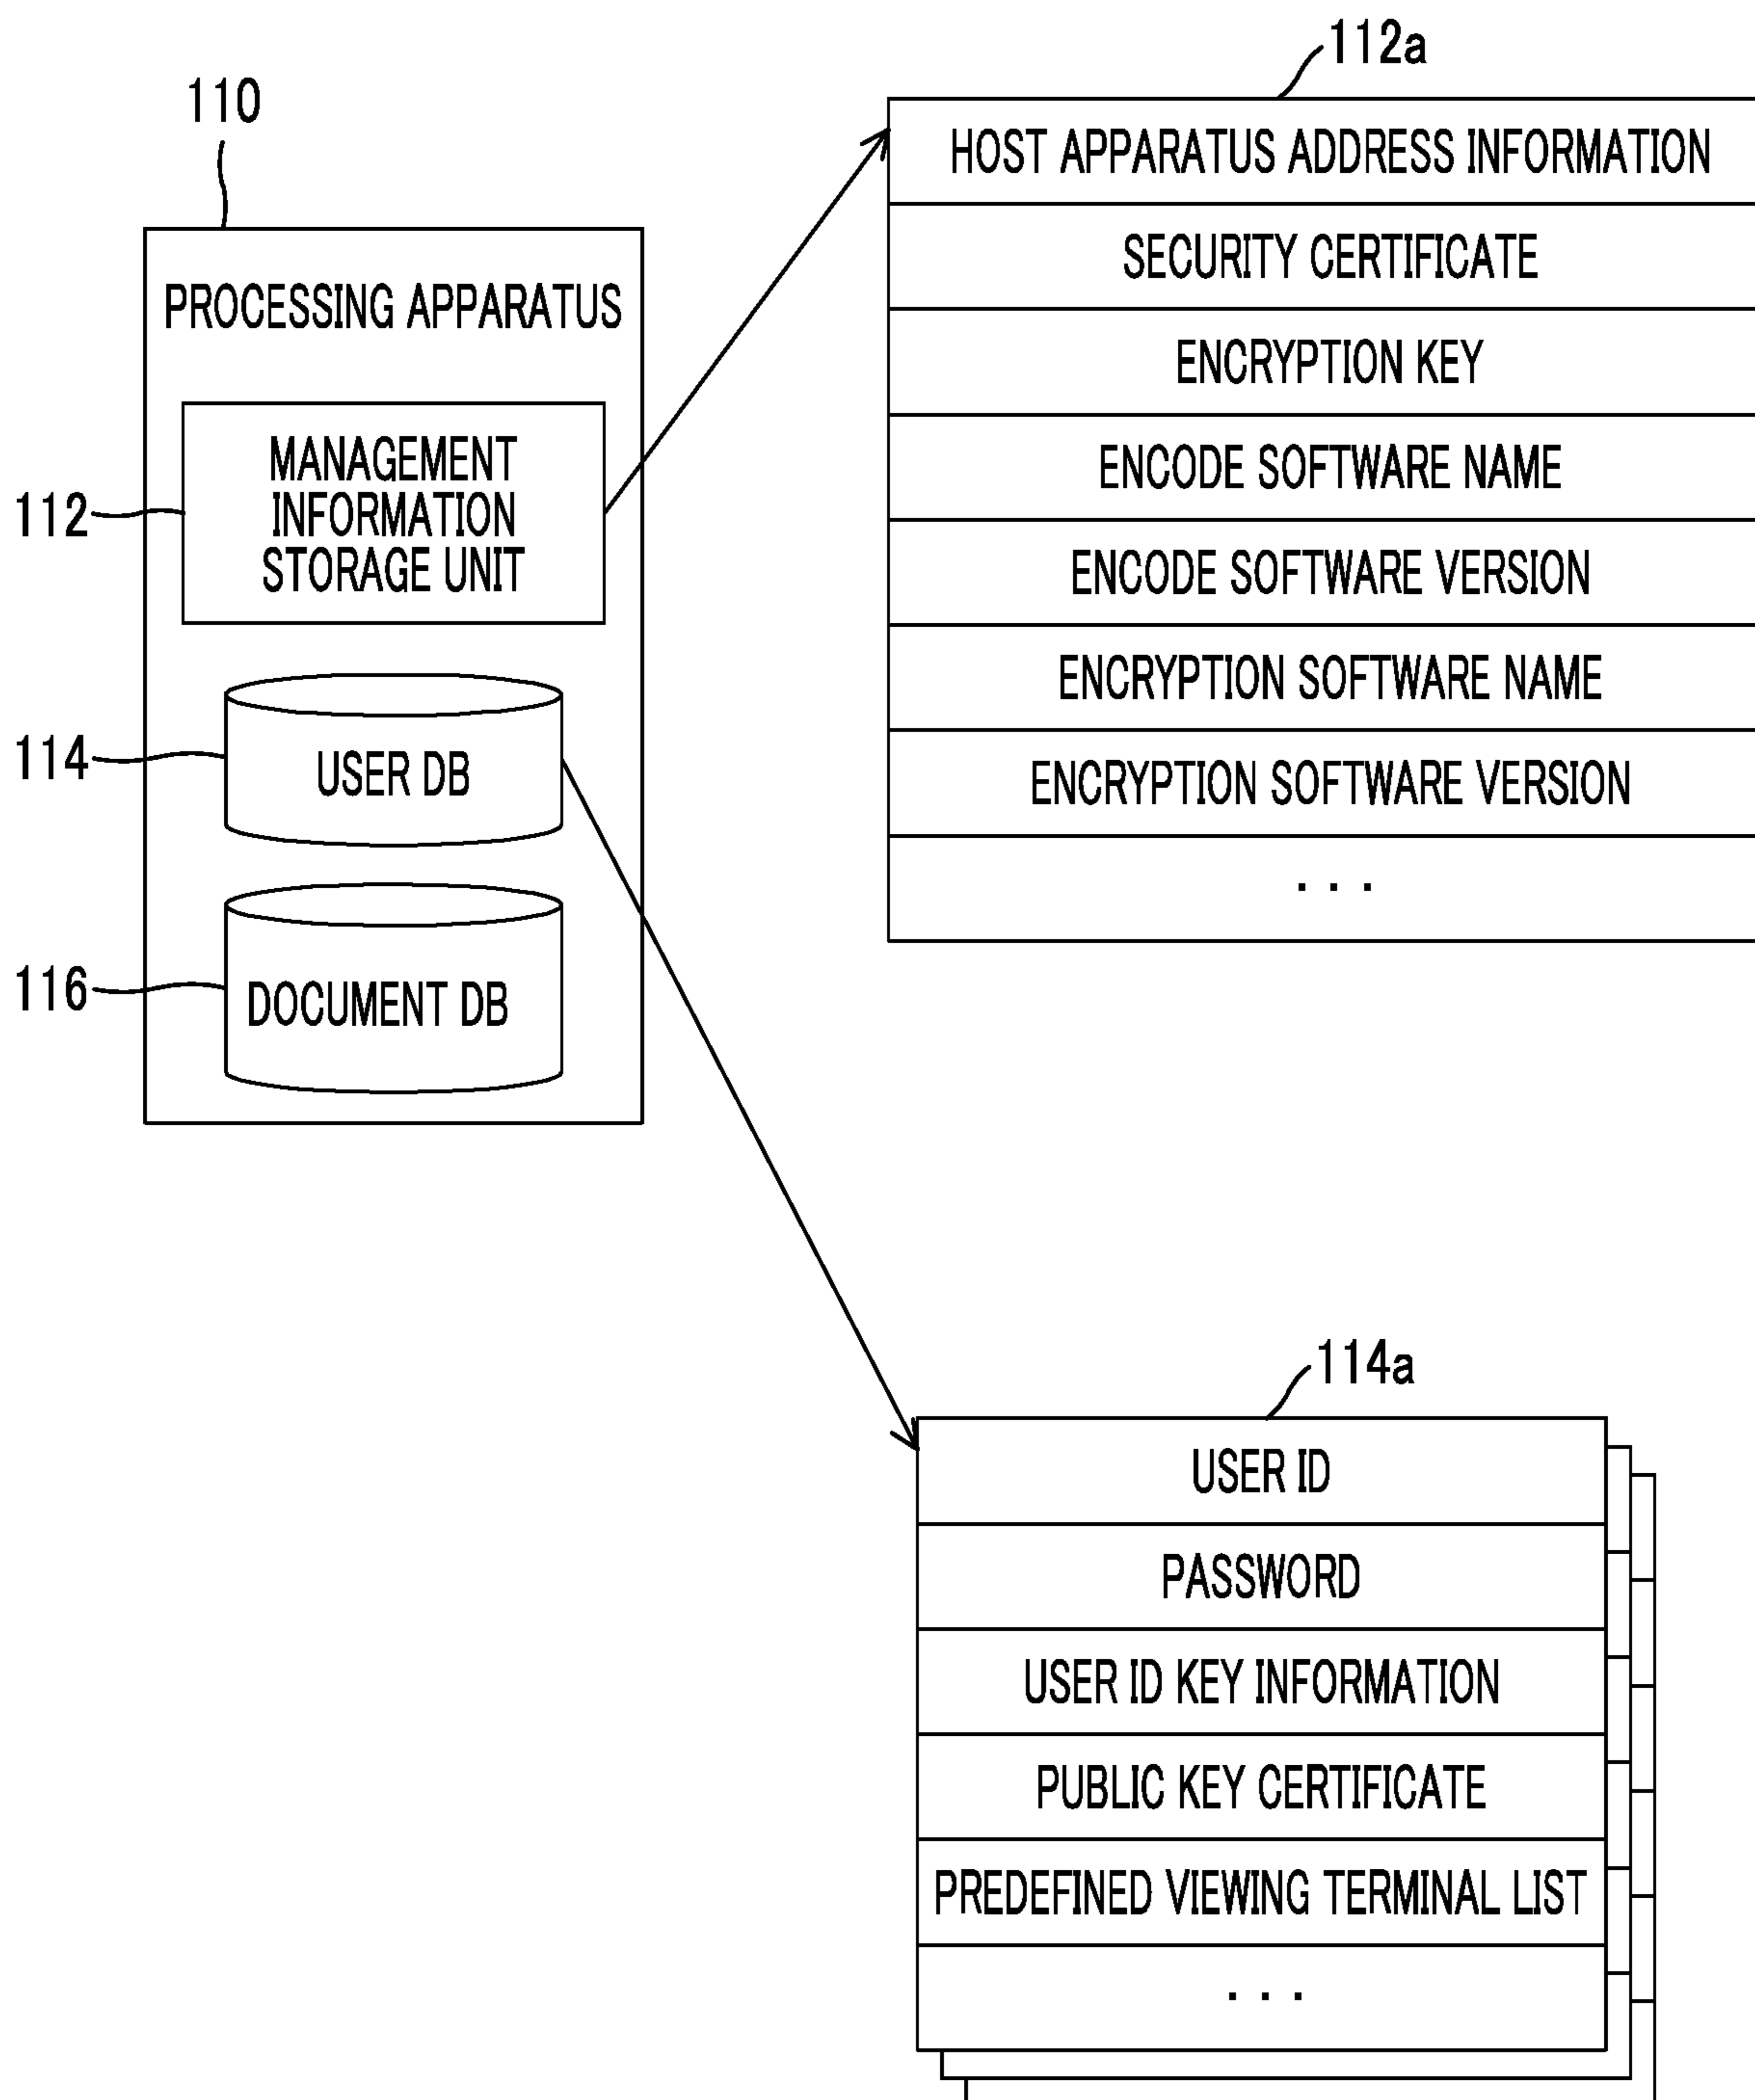 110
PROCESSING APPARATUS
112
MANAGEMENT
INFORMATION
STORAGE UNIT
114
USER DB
116
DOCUMENT DB
112a
HOST APPARATUS ADDRESS INFORMATION
SECURITY CERTIFICATE
ENCRYPTION KEY
ENCODE SOFTWARE NAME
ENCODE SOFTWARE VERSION
ENCRYPTION SOFTWARE NAME
ENCRYPTION SOFTWARE VERSION
...
114a
USER ID
PASSWORD
USER ID KEY INFORMATION
PUBLIC KEY CERTIFICATE
PREDEFINED VIEWING TERMINAL LIST
...